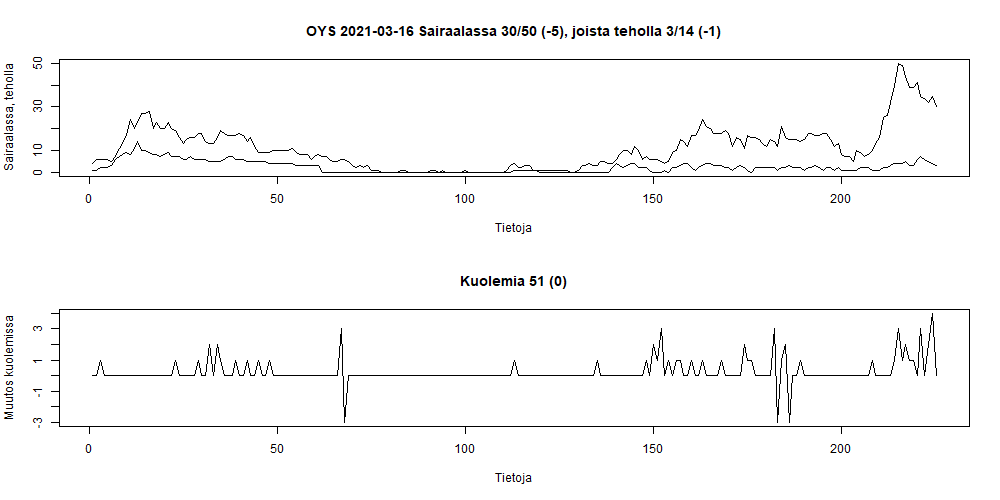 OYS 2021-03-16 Sairaalassa 30/50 (-5), joista teholla 3/14 (-1)
Sairaalassa, teholla
50
30
10
0
0 50 100 150 200
Tietoja
Kuolemia 51 (0)
Muutos kuolemissa
3
1
-1
-3
0 50 100 150 200
Tietoja